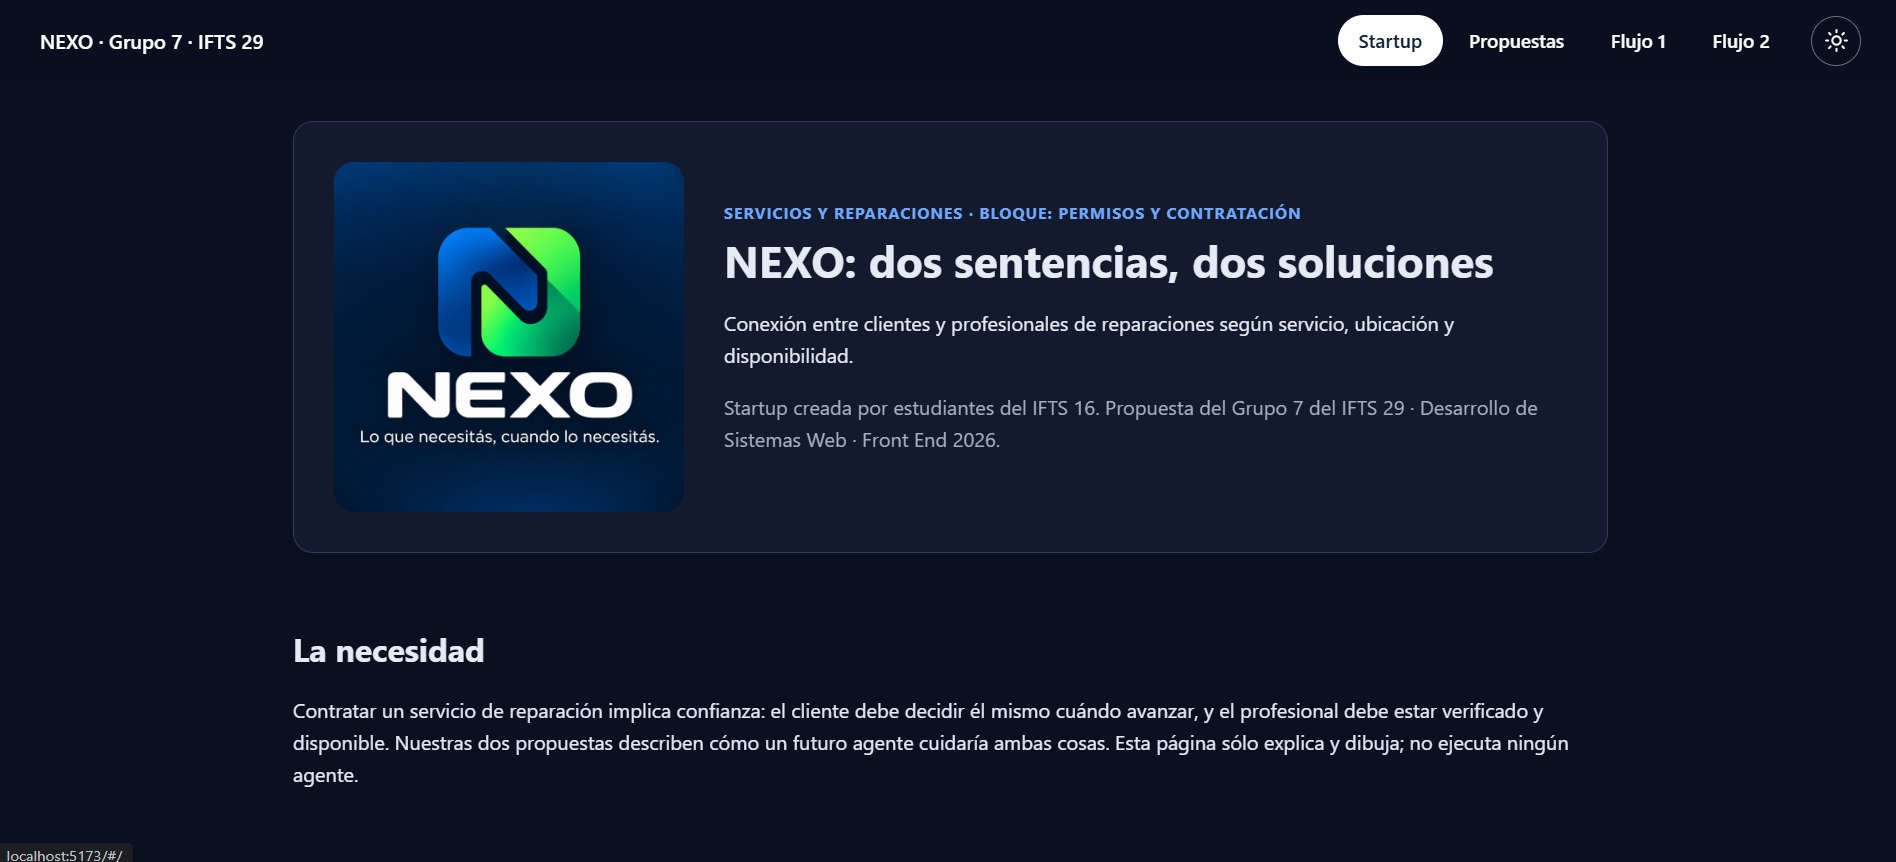 NEXO · Grupo 7 · IFTS 29
Startup
Propuestas
Flujo 1
Flujo 2
NEXO
Lo que necesitás, cuando lo necesitás.
SERVICIOS Y REPARACIONES · BLOQUE: PERMISOS Y CONTRATACIÓN
NEXO: dos sentencias, dos soluciones
Conexión entre clientes y profesionales de reparaciones según servicio, ubicación y
disponibilidad.
Startup creada por estudiantes del IFTS 16. Propuesta del Grupo 7 del IFTS 29 · Desarrollo de
Sistemas Web · Front End 2026.
La necesidad
Contratar un servicio de reparación implica confianza: el cliente debe decidir él mismo cuándo avanzar, y el profesional debe estar verificado y
disponible. Nuestras dos propuestas describen cómo un futuro agente cuidaría ambas cosas. Esta página sólo explica y dibuja; no ejecuta ningún
agente.
localhost:5173/#/